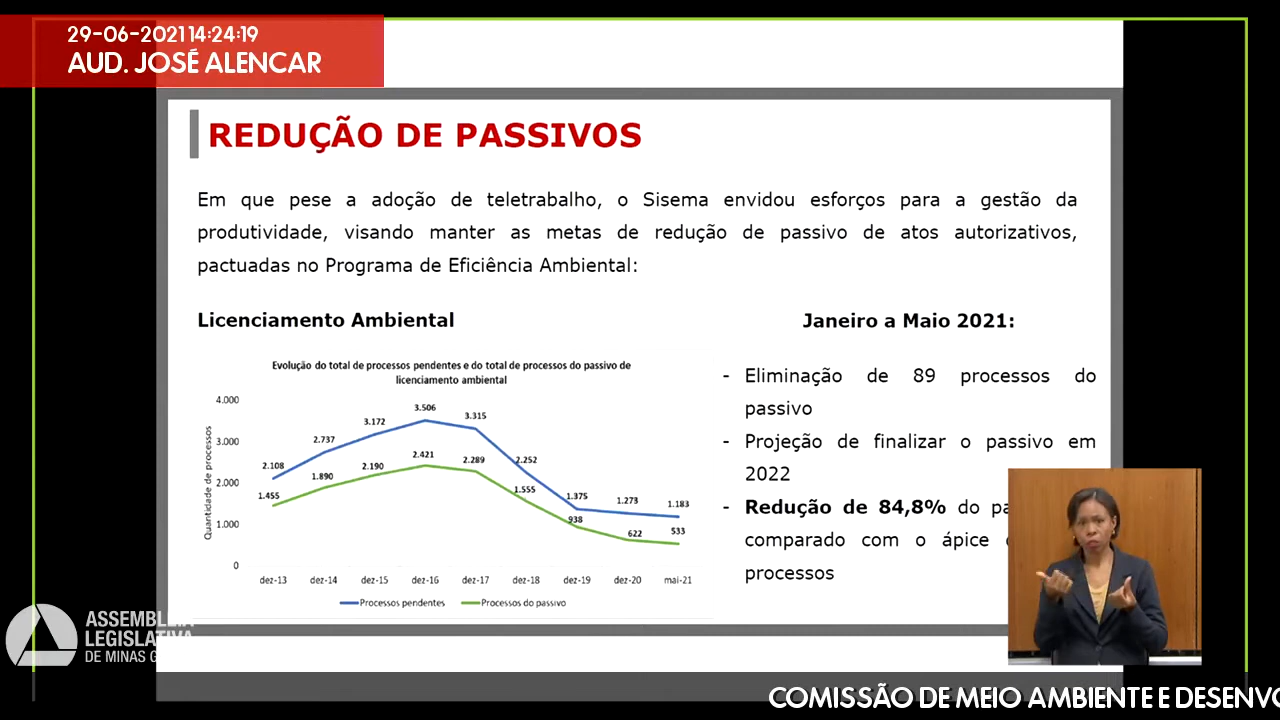 29-06-2021 14:24:19
AUD. JOSÉ ALENCAR
REDUÇÃO DE PASSIVOS
Em que pese a adoção de teletrabalho, o Sisema envidou esforços para a gestão da
produtividade, visando manter as metas de redução de passivo de atos autorizativos,
pactuadas no Programa de Eficiência Ambiental:
Licenciamento Ambiental
Evolução do total de processos pendentes e do total de processos do passivo de
licenciamento ambiental
Quantidade de processos
4.000
3.000
2.000
1.000
0
2.108
2.737
3.172
3.506
3.315
2.252
1.375
1.273
1.183
1.455
1.890
2.190
2.421
2.289
1.555
938
622
533
dez-13 dez-14 dez-15 dez-16 dez-17 dez-18 dez-19 dez-20 mai-21
Processos pendentes Processos do passivo
Janeiro a Maio 2021:
- Eliminação de 89 processos do
passivo
- Projeção de finalizar o passivo em
2022
- Redução de 84,8% do pa
comparado com o ápice
processos
ASSEMBLEIA
LEGISLATIVA
DE MINAS G
COMISSÃO DE MEIO AMBIENTE E DESENVO